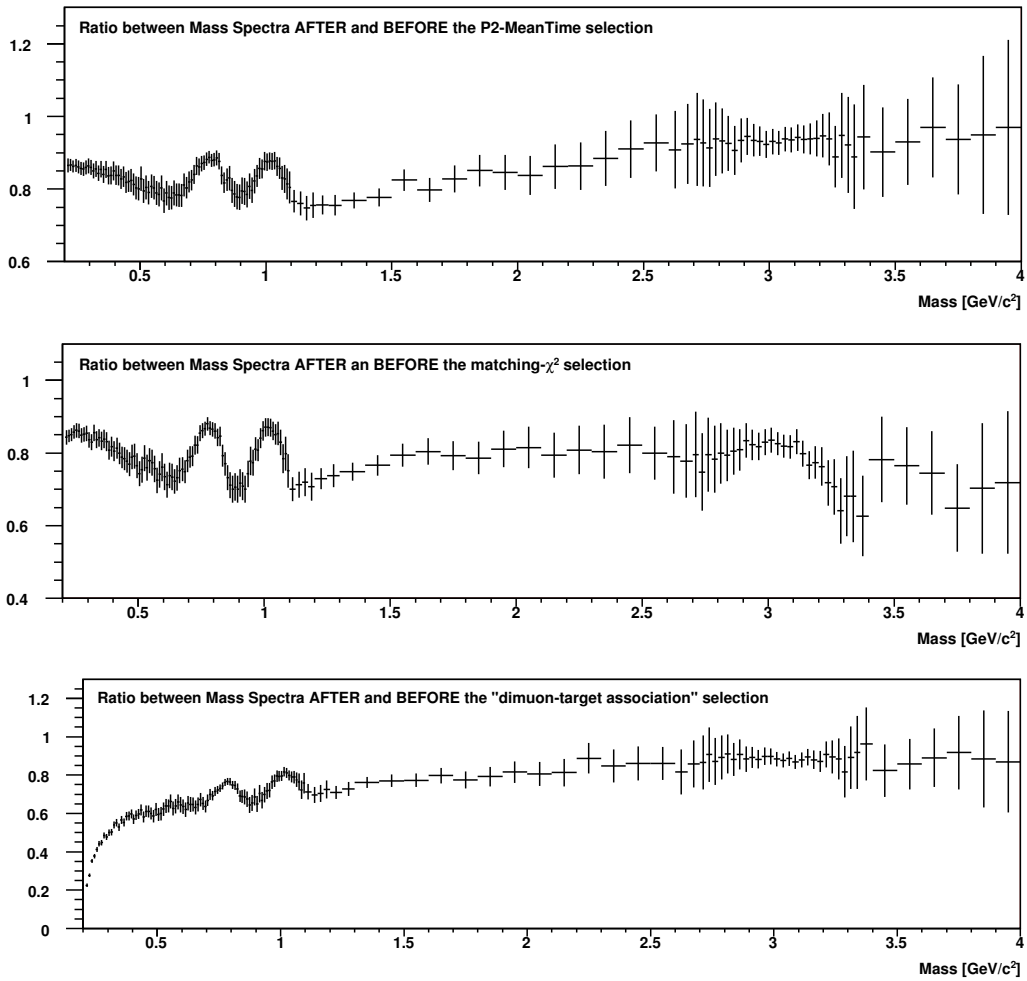 Ratio between Mass Spectra AFTER and BEFORE the P2-MeanTime selection
1.2
1
0.8
0.6
0.5 1 1.5 2 2.5 3 3.5 4
Mass [GeV/c²]
Ratio between Mass Spectra AFTER an BEFORE the matching-χ² selection
1
0.8
0.6
0.4
0.5 1 1.5 2 2.5 3 3.5 4
Mass [GeV/c²]
Ratio between Mass Spectra AFTER and BEFORE the "dimuon-target association" selection
1.2
1
0.8
0.6
0.4
0.2
0
0.5 1 1.5 2 2.5 3 3.5 4
Mass [GeV/c²]